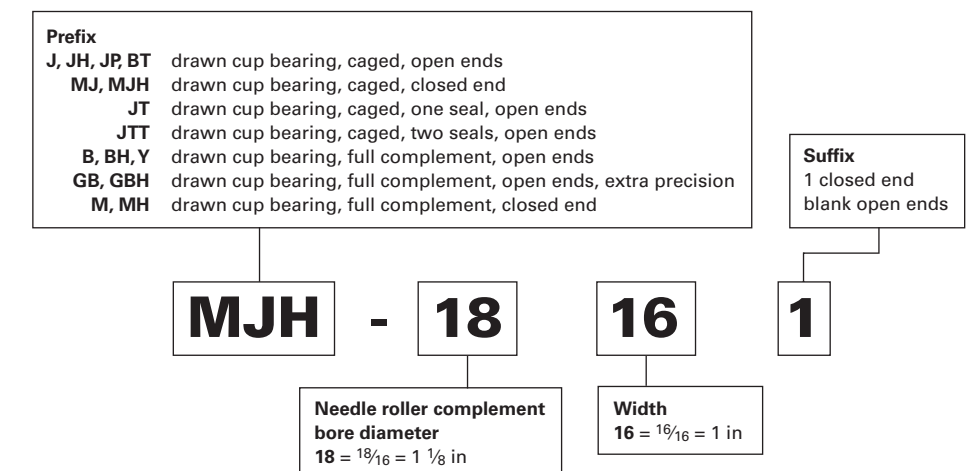 Prefix
J, JH, JP, BT drawn cup bearing, caged, open ends
MJ, MJH drawn cup bearing, caged, closed end
JT drawn cup bearing, caged, one seal, open ends
JTT drawn cup bearing, caged, two seals, open ends
B, BH, Y drawn cup bearing, full complement, open ends
GB, GBH drawn cup bearing, full complement, open ends, extra precision
M, MH drawn cup bearing, full complement, closed end
Suffix
1 closed end
blank open ends
MJH - 18 16 1
Needle roller complement
bore diameter
18 = 18/16 = 1 1/8 in
Width
16 = 16/16 = 1 in